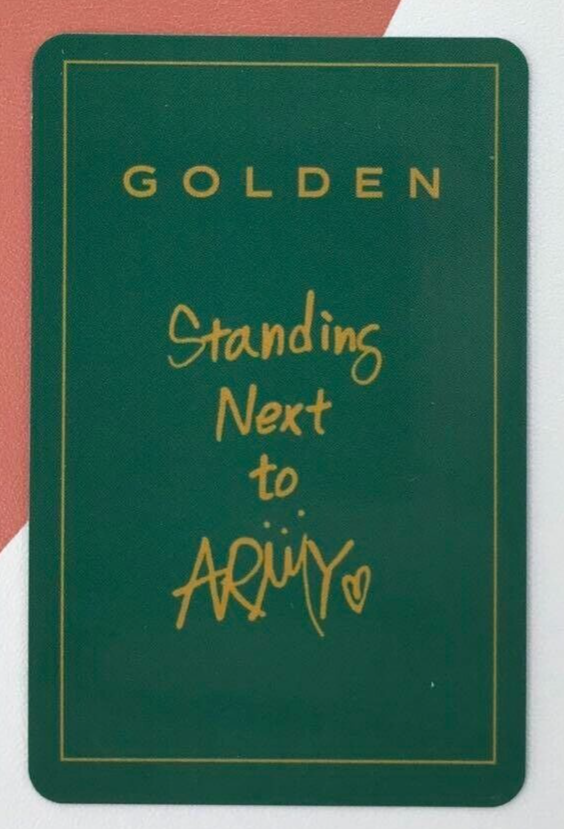 GOLDEN
Standing
Next
to
ARMY♡